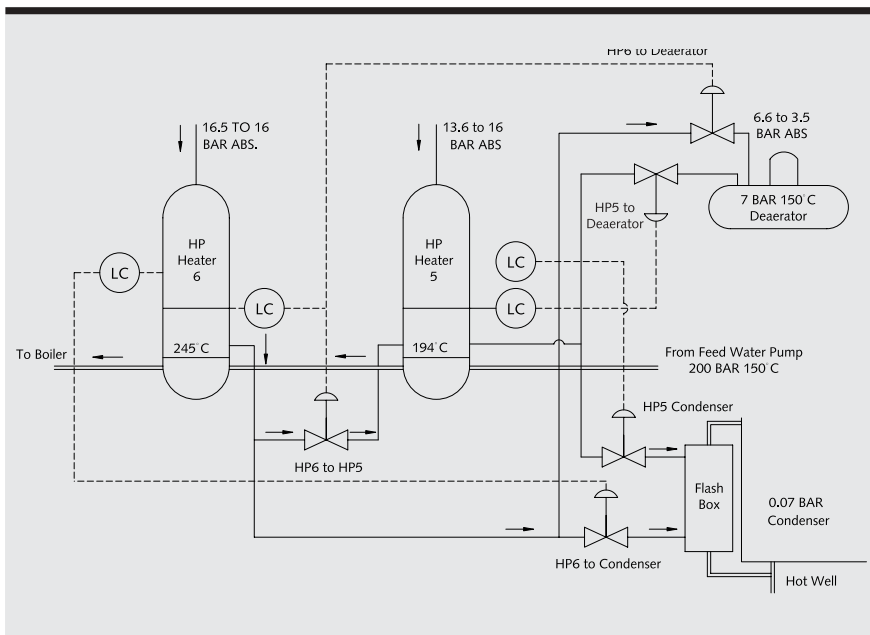 HP6 to Deaerator
16.5 TO 16
BAR ABS.
13.6 to 16
BAR ABS
6.6 to 3.5
BAR ABS
7 BAR 150°C
Deaerator
HP5 to
Deaerator
HP
Heater
6
HP
Heater
5
LC
LC
LC
LC
To Boiler
245°C
194°C
From Feed Water Pump
200 BAR 150°C
HP6 to HP5
HP5 Condenser
Flash
Box
0.07 BAR
Condenser
HP6 to Condenser
Hot Well